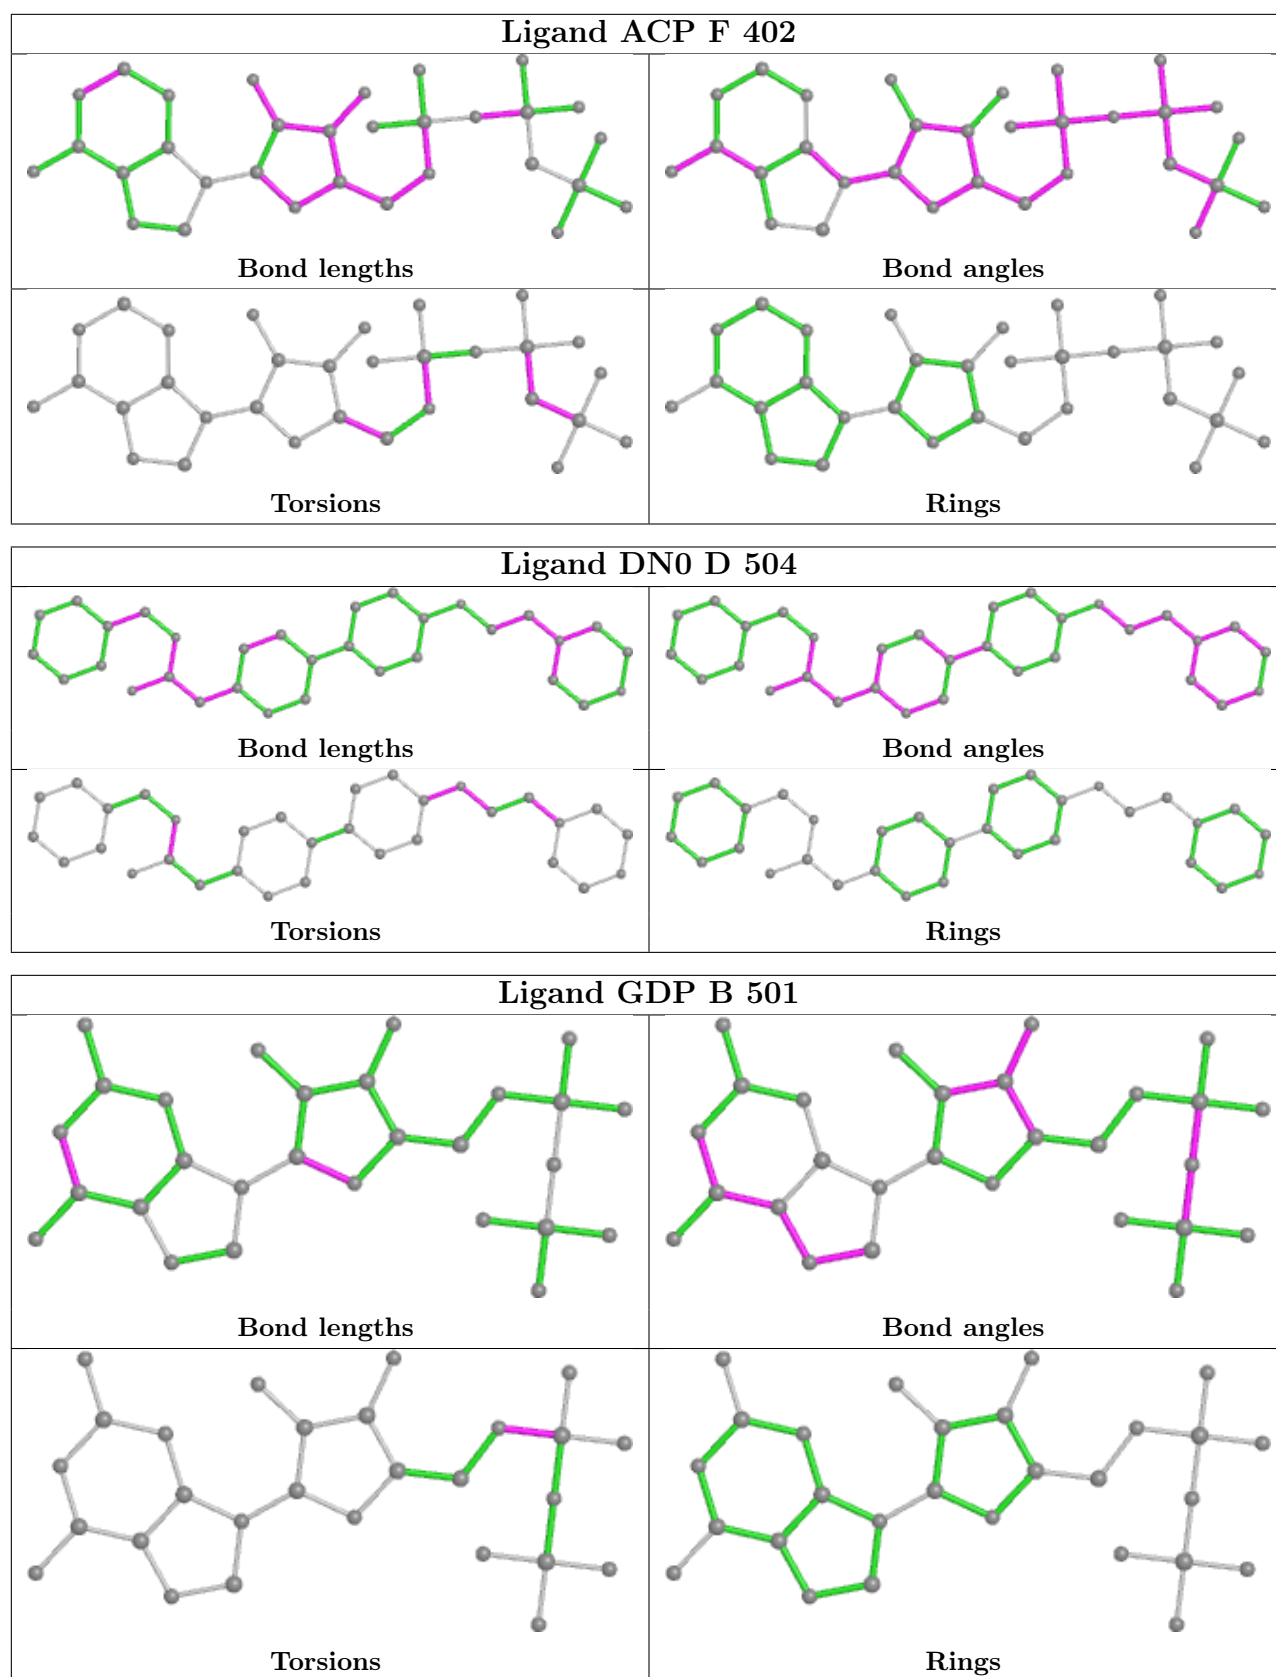 Ligand ACP F 402
Bond lengths
Bond angles
Torsions
Rings
Ligand DN0 D 504
Bond lengths
Bond angles
Torsions
Rings
Ligand GDP B 501
Bond lengths
Bond angles
Torsions
Rings